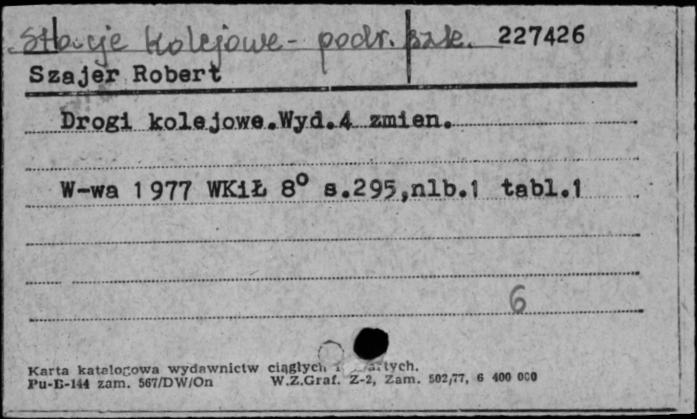 Stacje kolejowe - podr. szk. 227426
Szajer Robert
Drogi kolejowe.Wyd.4 zmien.
W-wa 1977 WKiŁ 8° s.295,nlb.1 tabl.1
6
Karta katalogowa wydawnictw ciągłych i zwartych.
Pu-B-144 zam. 567/DW/On W.Z.Graf. Z-2, Zam. 502/77, 6 400 000